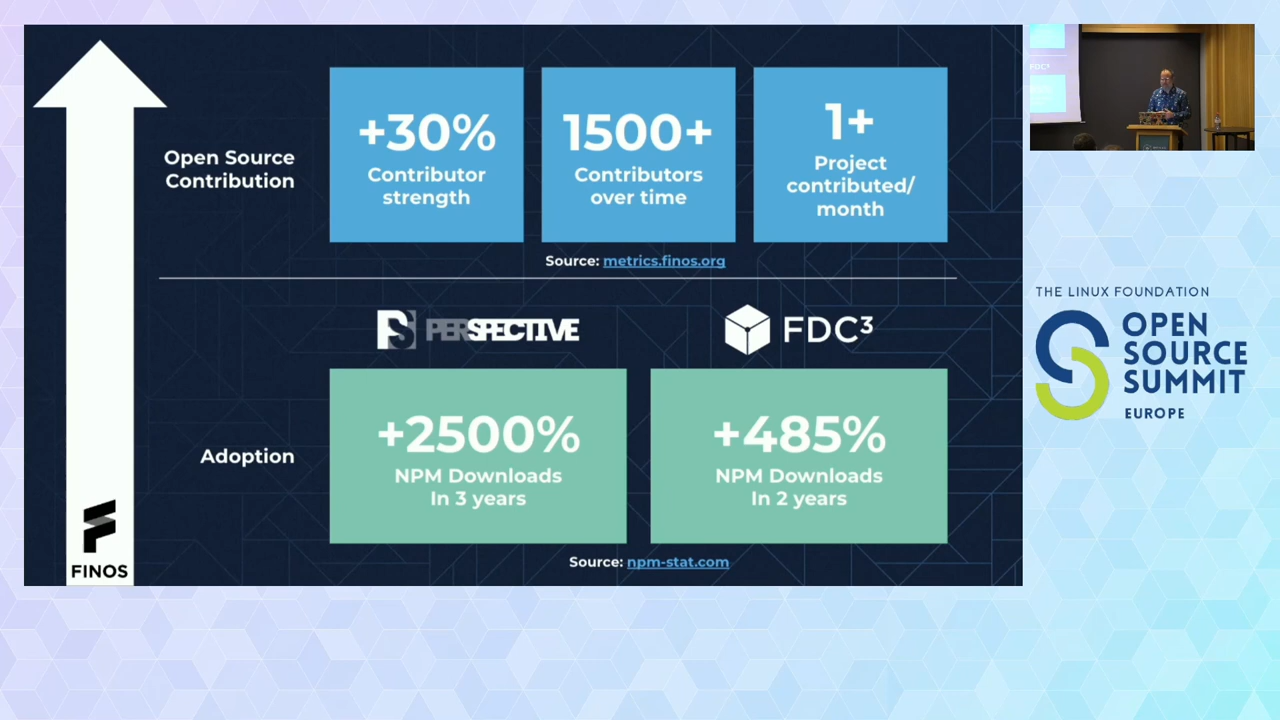 Open Source
Contribution
+30%
Contributor
strength
1500+
Contributors
over time
1+
Project
contributed/
month
Source: metrics.finos.org
PERSPECTIVE
FDC³
Adoption
+2500%
NPM Downloads
In 3 years
+485%
NPM Downloads
In 2 years
Source: npm-stat.com
FINOS
FDC³
THE LINUX FOUNDATION
OPEN
SOURCE
SUMMIT
EUROPE